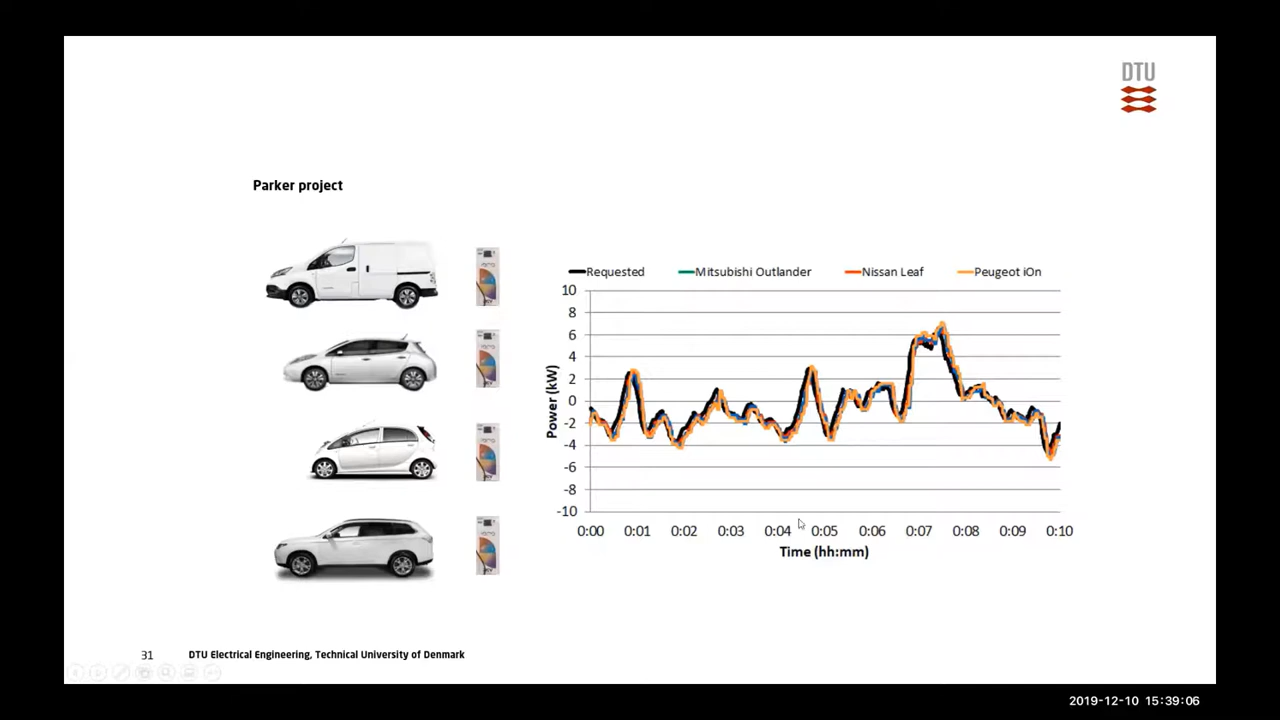 DTU
Parker project
Requested Mitsubishi Outlander Nissan Leaf Peugeot iOn
10
8
6
4
2
0
-2
-4
-6
-8
-10
Power (kW)
0:00 0:01 0:02 0:03 0:04 0:05 0:06 0:07 0:08 0:09 0:10
Time (hh:mm)
31 DTU Electrical Engineering, Technical University of Denmark
2019-12-10 15:39:06